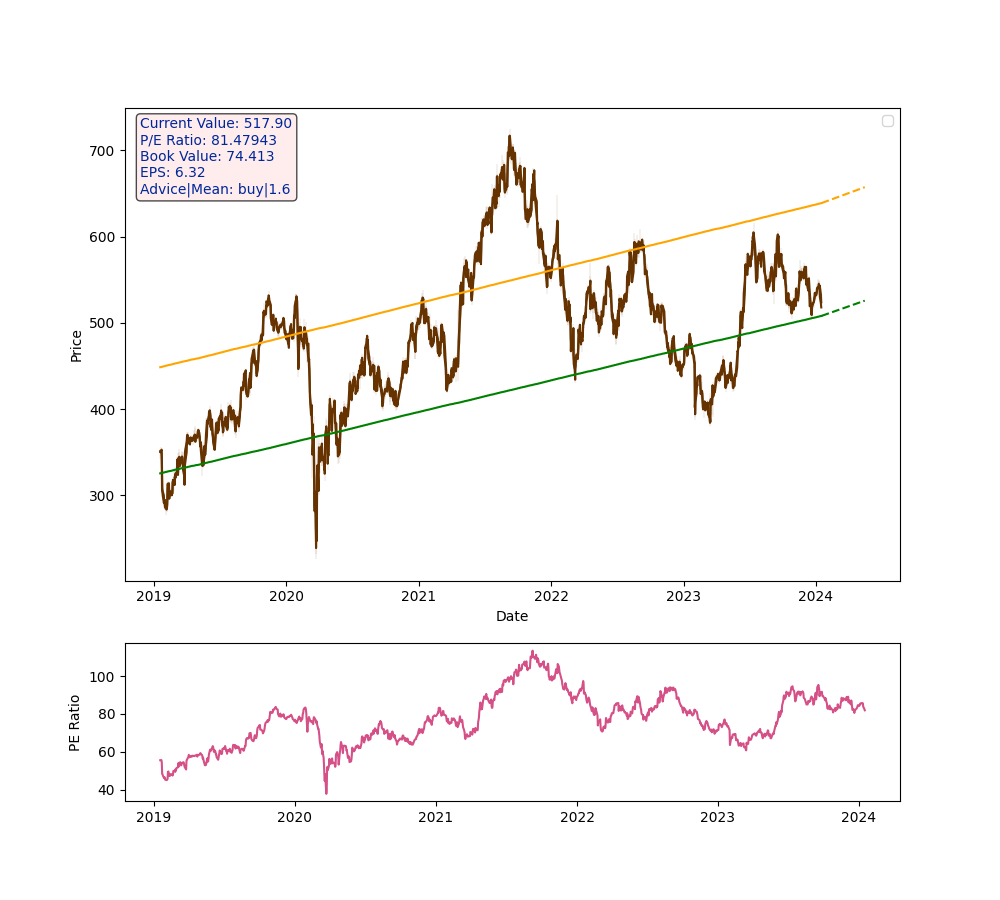 Current Value: 517.90
P/E Ratio: 81.47943
Book Value: 74.413
EPS: 6.32
Advice|Mean: buy|1.6
700
600
500
400
300
Price
2019 2020 2021 2022 2023 2024
Date
100
80
60
40
PE Ratio
2019 2020 2021 2022 2023 2024